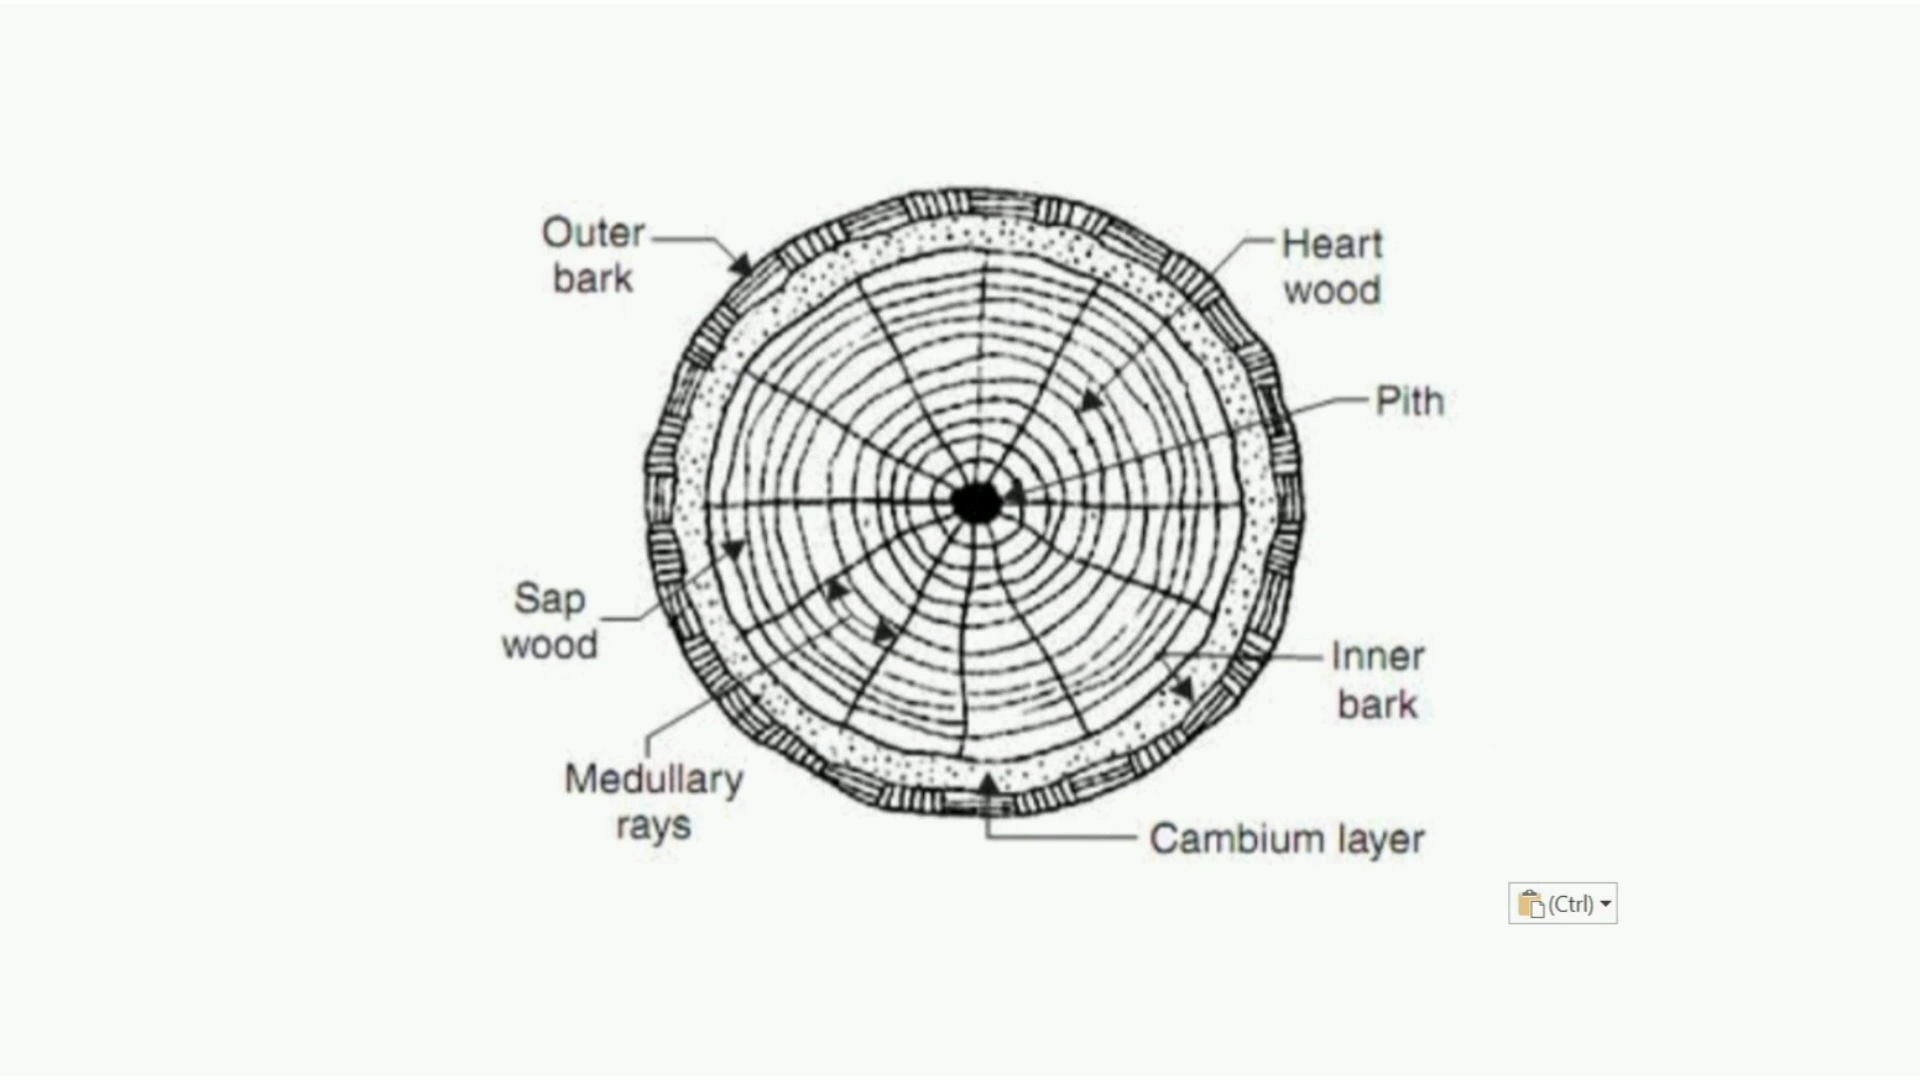 Outer
bark
Heart
wood
Pith
Sap
wood
Inner
bark
Medullary
rays
Cambium layer
(Ctrl)